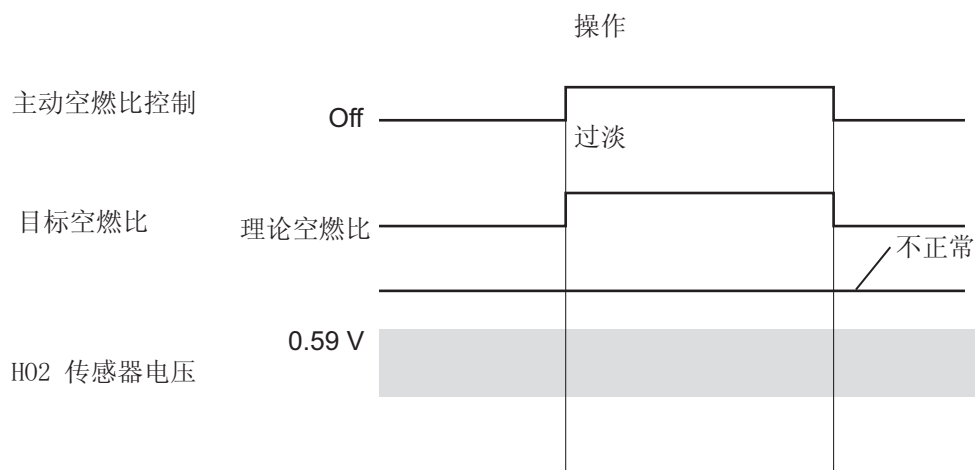 操作
主动空燃比控制
Off
过淡
目标空燃比
理论空燃比
不正常
0.59 V
HO2 传感器电压